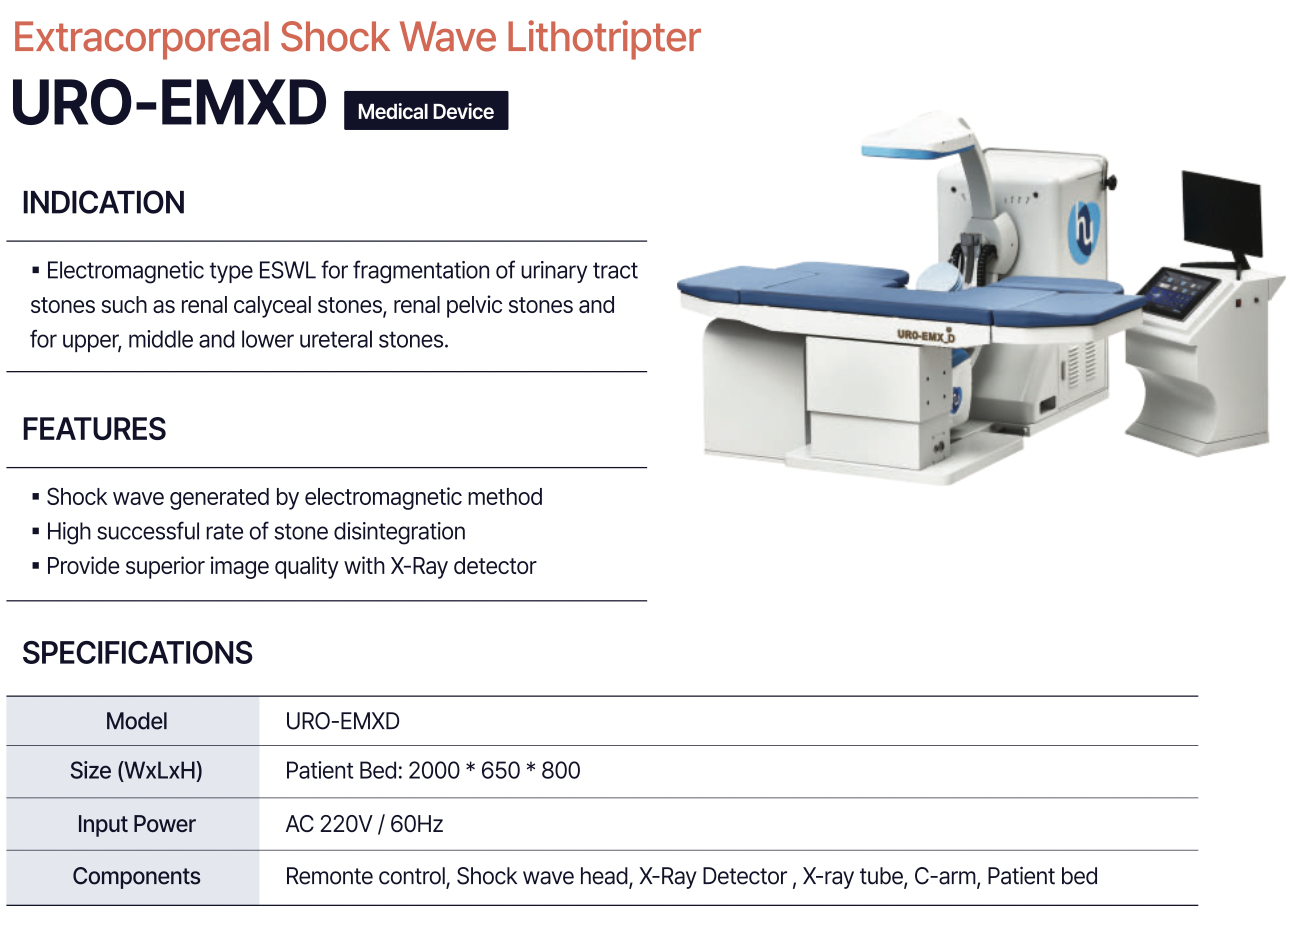 Extracorporeal Shock Wave Lithotripter
URO-EMXD Medical Device
INDICATION
▪ Electromagnetic type ESWL for fragmentation of urinary tract
stones such as renal calyceal stones, renal pelvic stones and
for upper, middle and lower ureteral stones.
hu
URO-EMX_D
FEATURES
▪ Shock wave generated by electromagnetic method
▪ High successful rate of stone disintegration
▪ Provide superior image quality with X-Ray detector
SPECIFICATIONS
Model URO-EMXD
Size (WxLxH) Patient Bed: 2000 * 650 * 800
Input Power AC 220V / 60Hz
Components Remonte control, Shock wave head, X-Ray Detector , X-ray tube, C-arm, Patient bed